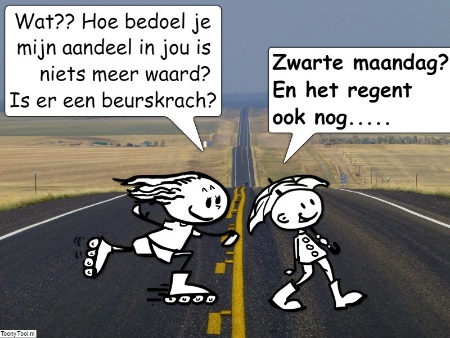 Wat?? Hoe bedoel je
mijn aandeel in jou is
niets meer waard?
Is er een beurskrach?
Zwarte maandag?
En het regent
ook nog.....
ToonyTool.nl